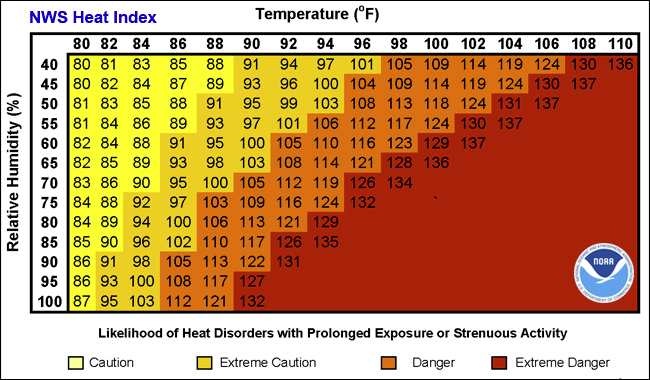 NWS Heat Index
Temperature (°F)
80 82 84 86 88 90 92 94 96 98 100 102 104 106 108 110
Relative Humidity (%)
40 80 81 83 85 88 91 94 97 101 105 109 114 119 124 130 136
45 80 82 84 87 89 93 96 100 104 109 114 119 124 130 137
50 81 83 85 88 91 95 99 103 108 113 118 124 131 137
55 81 84 86 89 93 97 101 106 112 117 124 130 137
60 82 84 88 91 95 100 105 110 116 123 129 137
65 82 85 89 93 98 103 108 114 121 128 136
70 83 86 90 95 100 105 112 119 126 134
75 84 88 92 97 103 109 116 124 132
80 84 89 94 100 106 113 121 129
85 85 90 96 102 110 117 126 135
90 86 91 98 105 113 122 131
95 86 93 100 108 117 127
100 87 95 103 112 121 132
NOAA
Likelihood of Heat Disorders with Prolonged Exposure or Strenuous Activity
Caution Extreme Caution Danger Extreme Danger